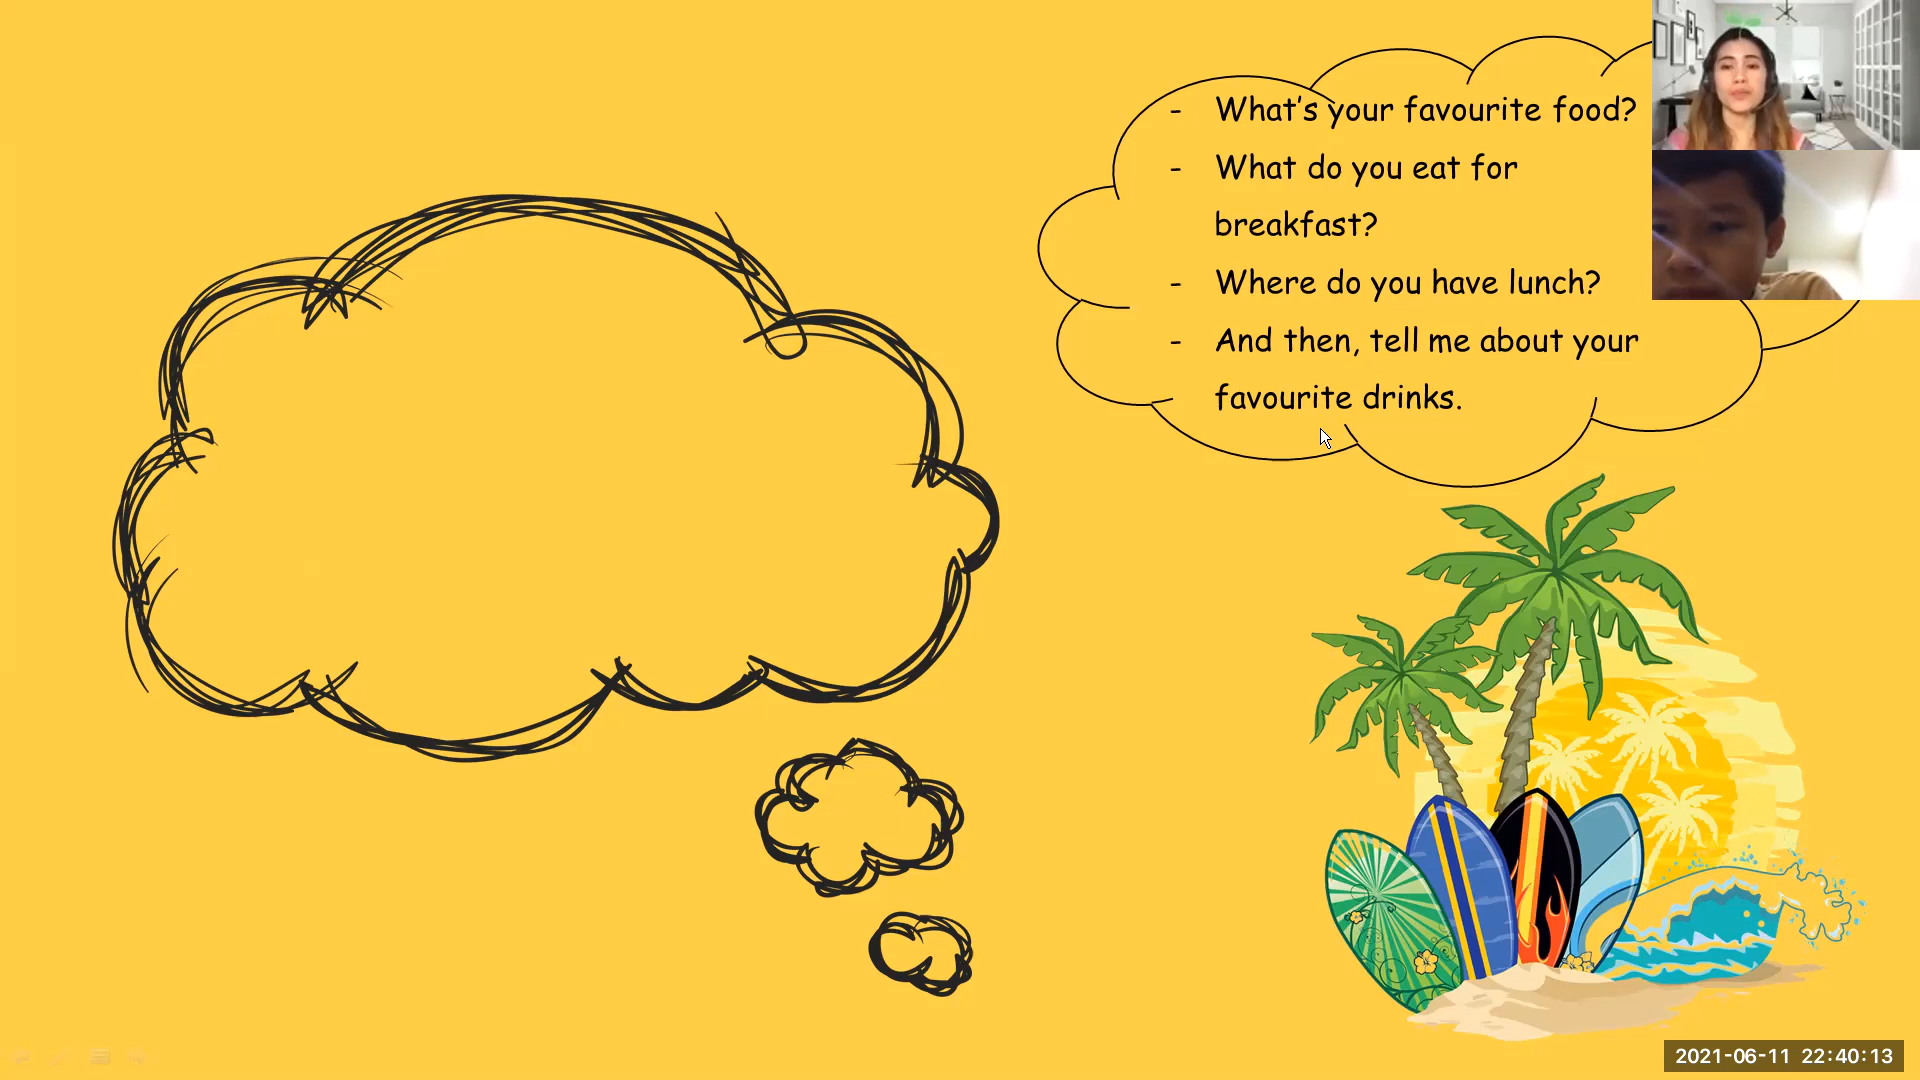 - What's your favourite food?
- What do you eat for
breakfast?
- Where do you have lunch?
- And then, tell me about your
favourite drinks.
2021-06-11 22:40:13